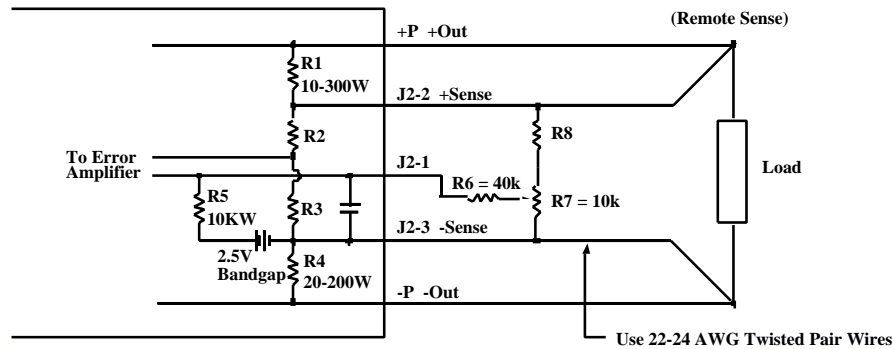 (Remote Sense)
+P +Out
R1
10-300W
J2-2 +Sense
R2
R8
To Error
Amplifier
J2-1
Load
R5
10KW
R3
R6 = 40k
R7 = 10k
J2-3 -Sense
2.5V
Bandgap
R4
20-200W
-P -Out
Use 22-24 AWG Twisted Pair Wires